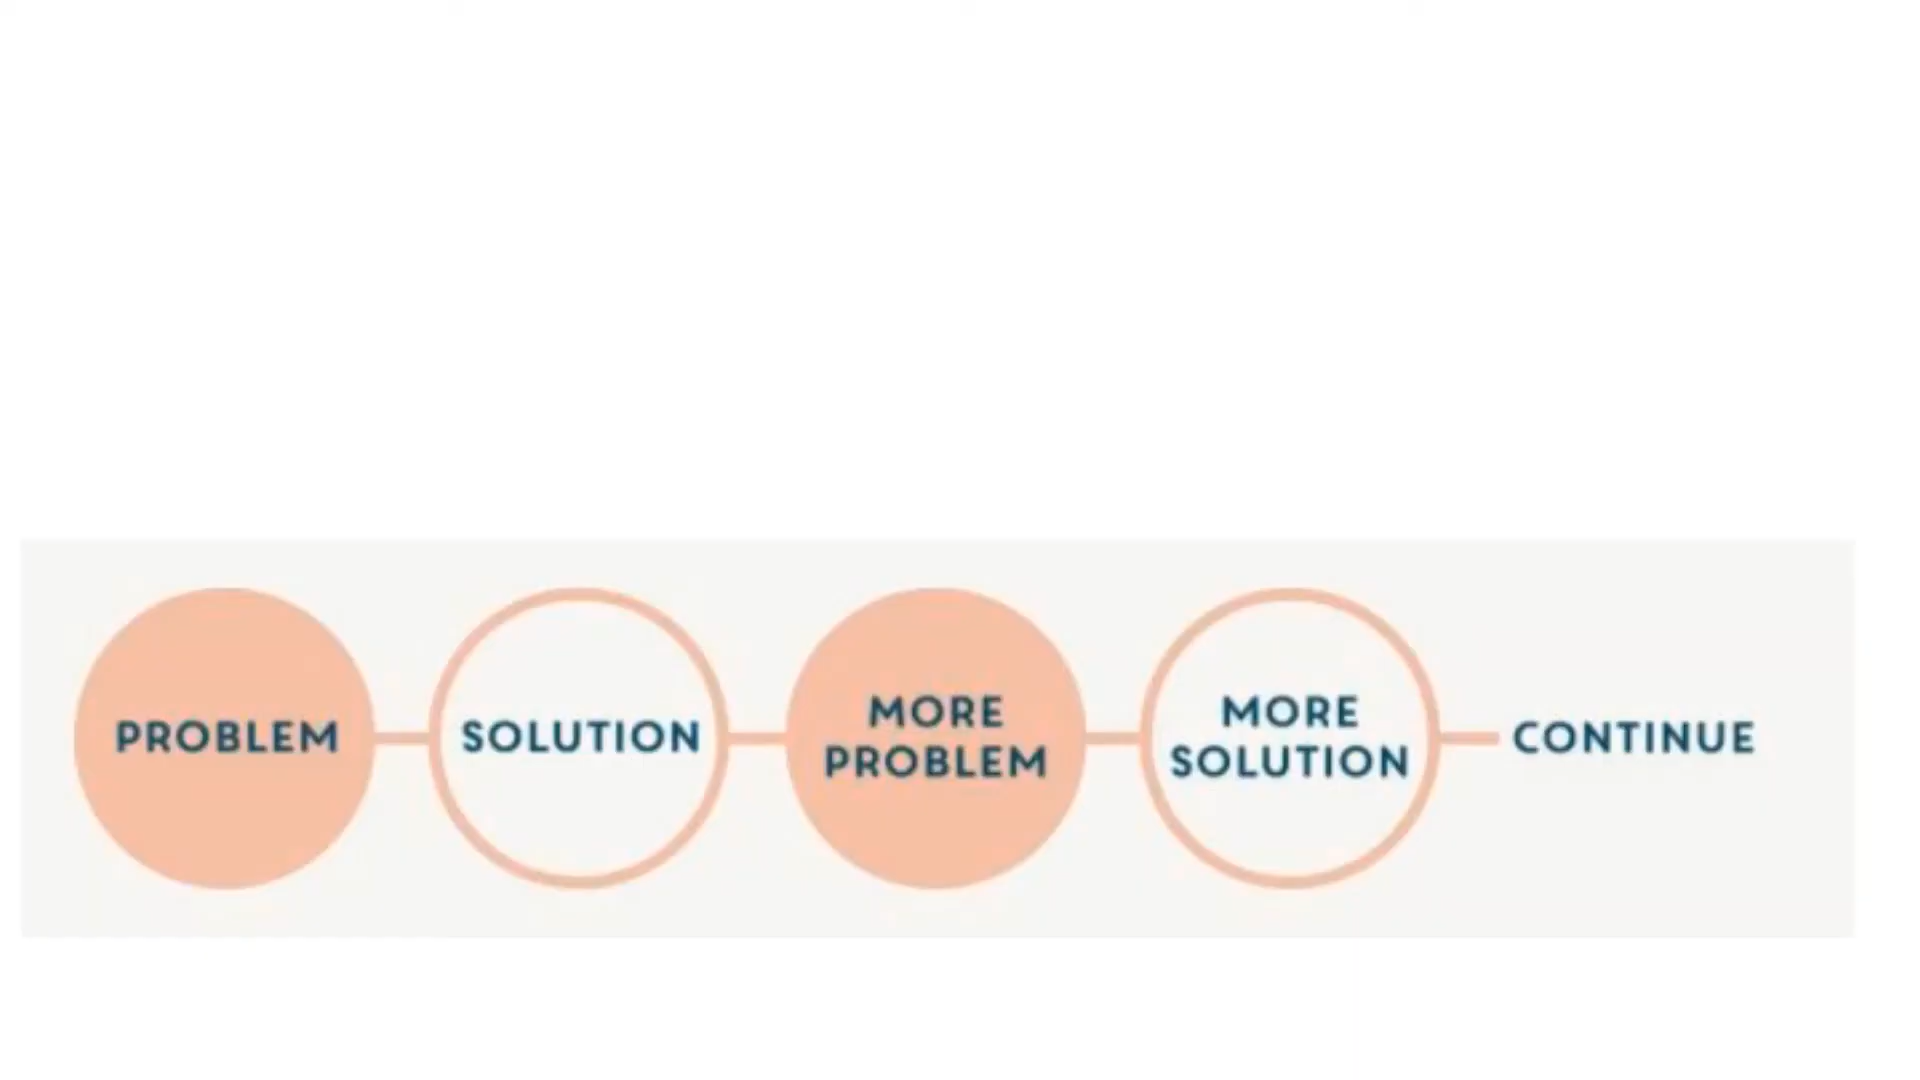 PROBLEM
SOLUTION
MORE
PROBLEM
MORE
SOLUTION
CONTINUE